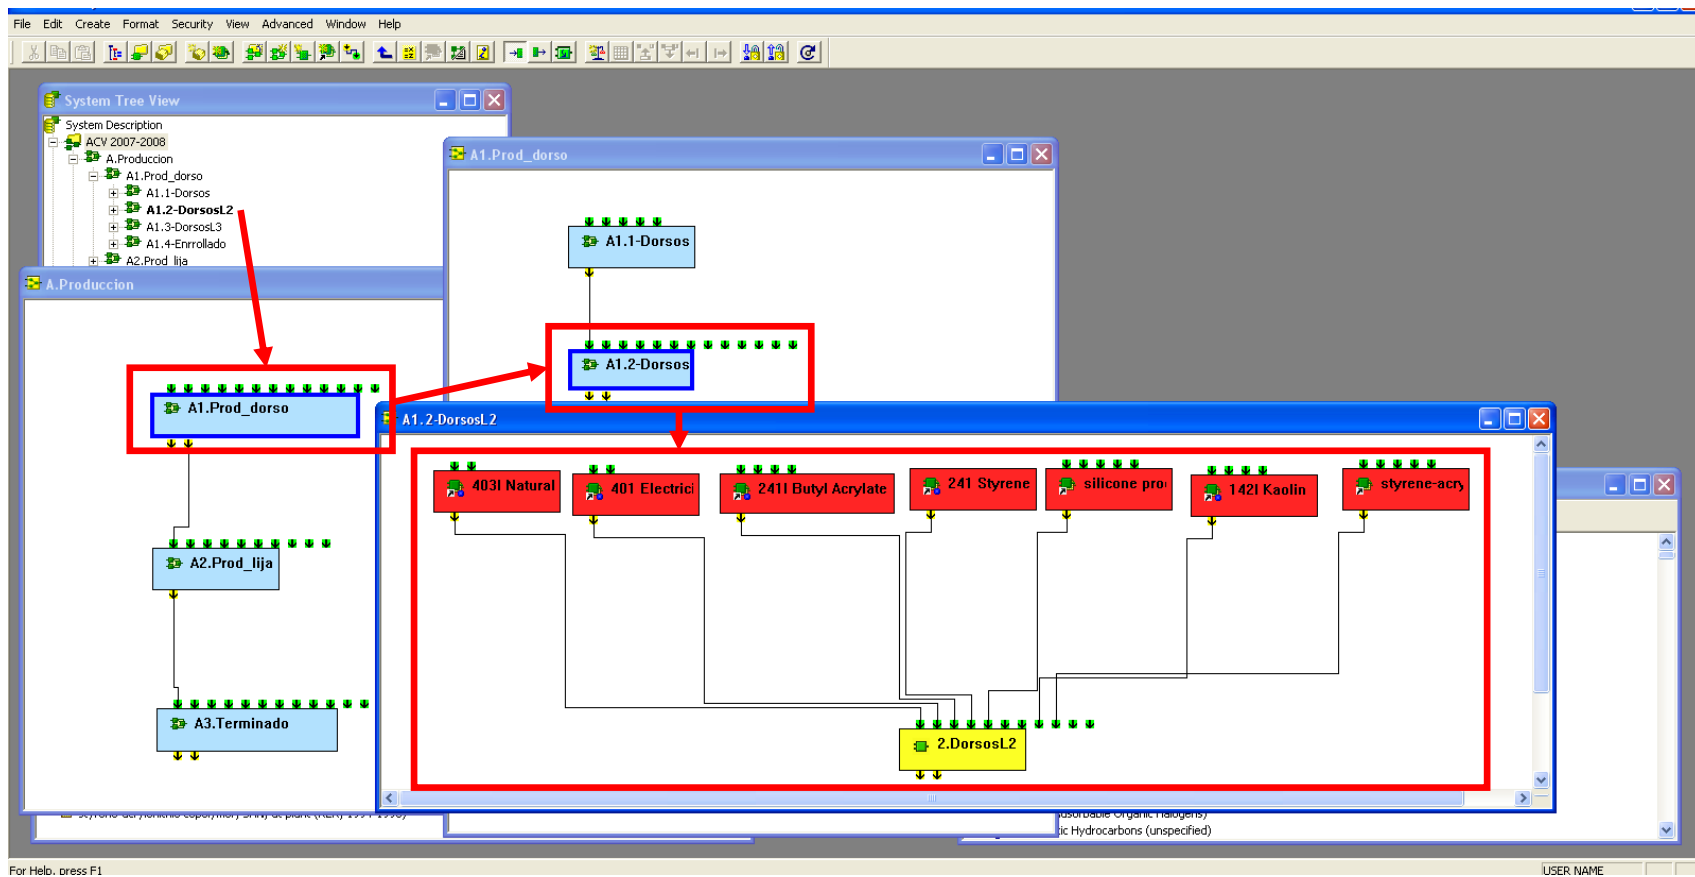 File Edit Create Format Security View Advanced Window Help
System Tree View
System Description
ACV 2007-2008
A.Produccion
A1.Prod_dorso
A1.1-Dorsos
A1.2-DorsosL2
A1.3-DorsosL3
A1.4-Enrrollado
A2.Prod_lija
A.Produccion
A1.Prod_dorso
A2.Prod_lija
A3.Terminado
A1.Prod_dorso
A1.1-Dorsos
A1.2-Dorsos
A1.2-DorsosL2
403I Natural
401 Electrici
241I Butyl Acrylate
241 Styrene
silicone pro
142I Kaolin
styrene-acry
2.DorsosL2
ic Hydrocarbons (unspecified)
For Help, press F1
USER NAME